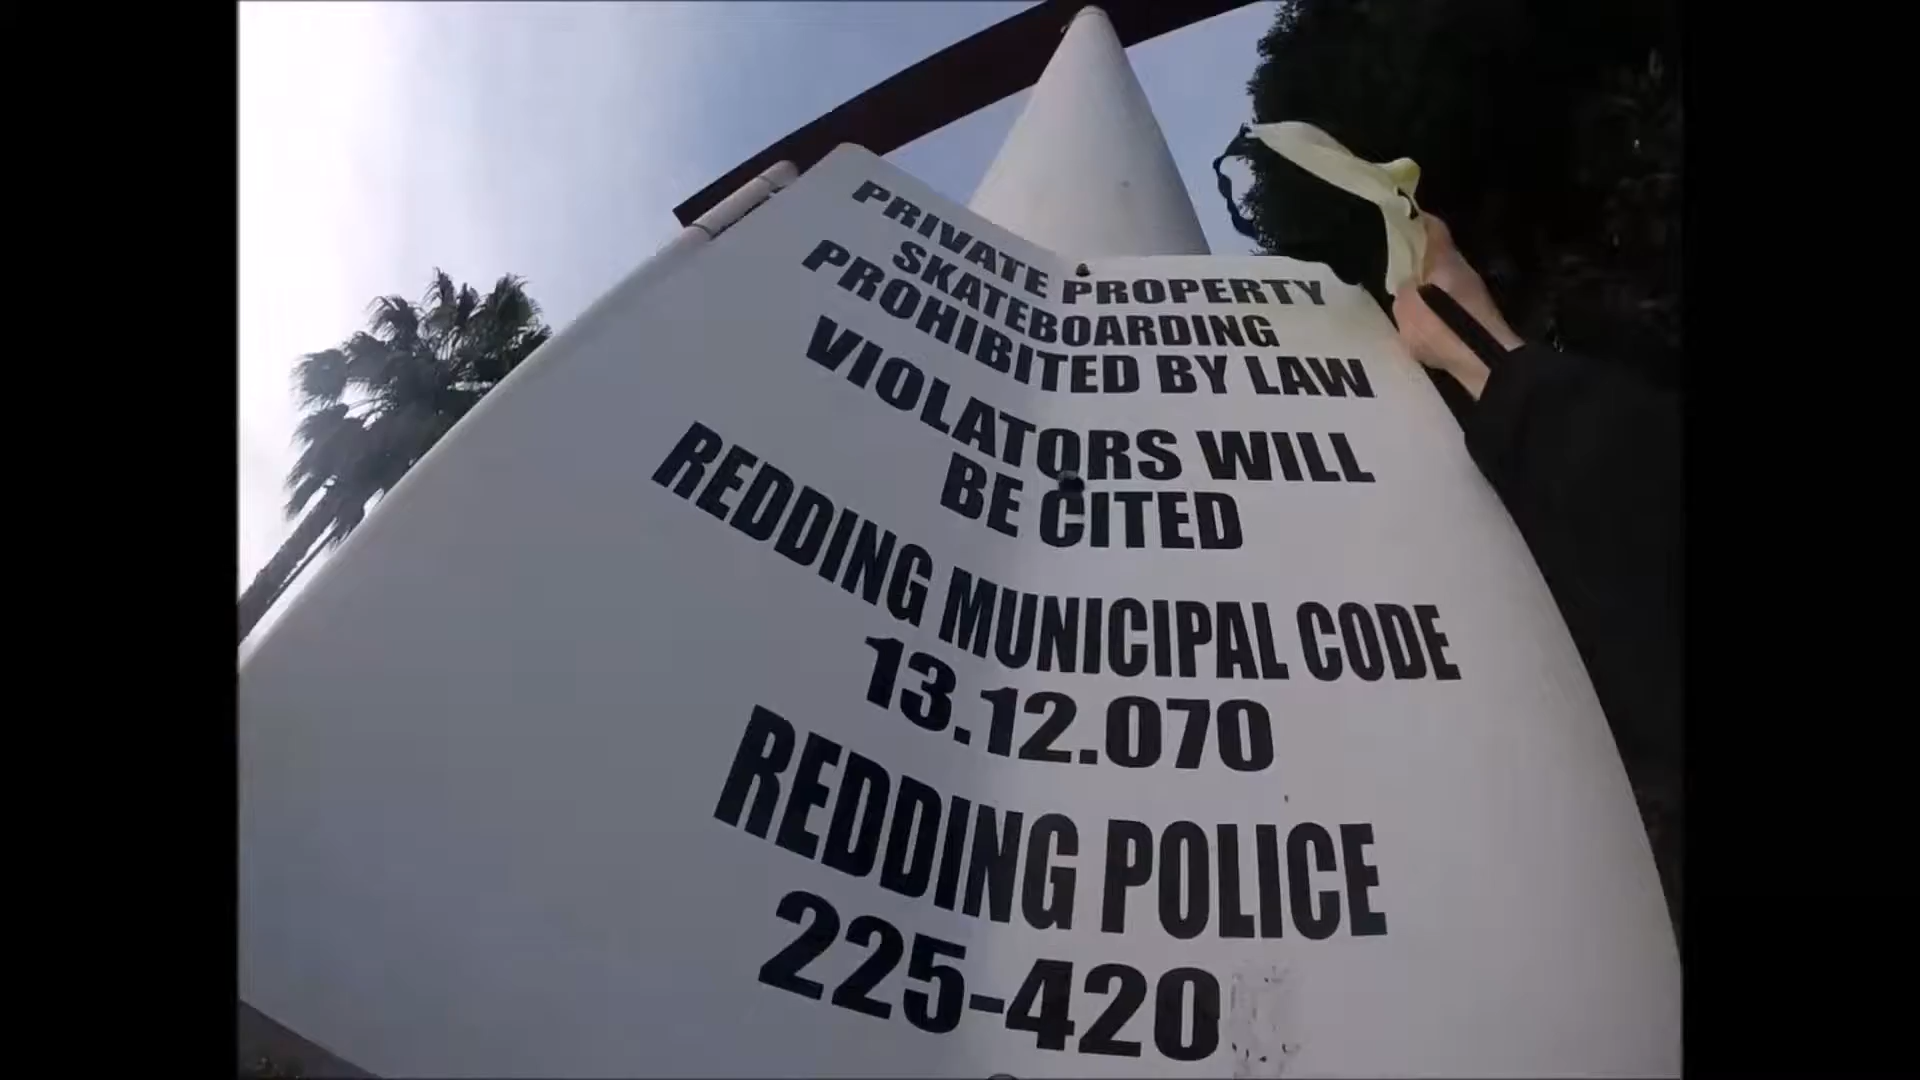 PRIVATE PROPERTY
SKATEBOARDING
PROHIBITED BY LAW
VIOLATORS WILL
BE CITED
REDDING MUNICIPAL CODE
13.12.070
REDDING POLICE
225-420